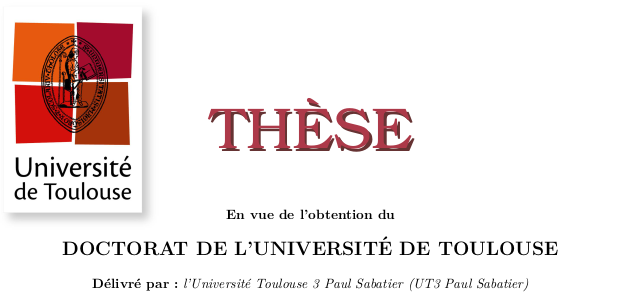 Université
de Toulouse
THÈSE
En vue de l'obtention du
DOCTORAT DE L'UNIVERSITÉ DE TOULOUSE
Délivré par : l'Université Toulouse 3 Paul Sabatier (UT3 Paul Sabatier)